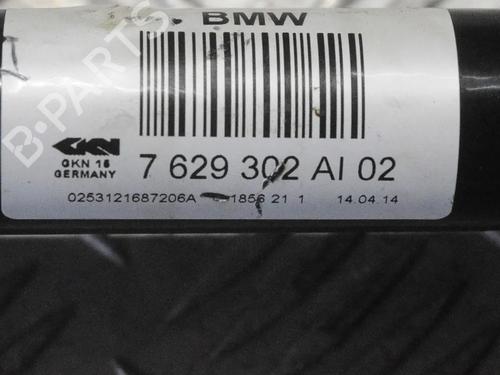 BMW
GKN
GKN 16
GERMANY
7 629 302 AI 02
0253121687206A 1856 21 1 14.04.14
B-PARTS